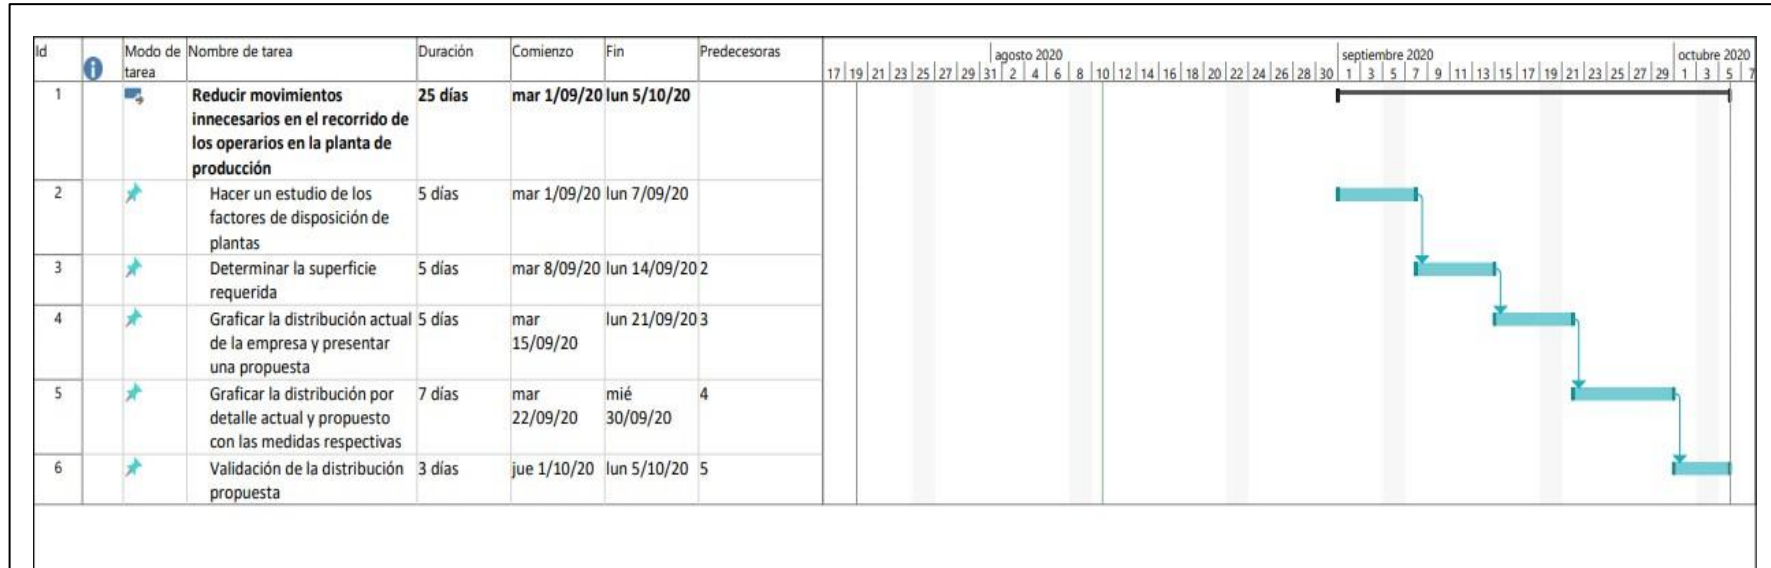 Id Modo de tarea Nombre de tarea Duración Comienzo Fin Predecesoras
agosto 2020 septiembre 2020 octubre 2020
17 19 21 23 25 27 29 31 2 4 6 8 10 12 14 16 18 20 22 24 26 28 30 1 3 5 7 9 11 13 15 17 19 21 23 25 27 29 1 3 5 7
1 Reducir movimientos 25 días mar 1/09/20 lun 5/10/20
innecesarios en el recorrido de
los operarios en la planta de
producción
2 Hacer un estudio de los 5 días mar 1/09/20 lun 7/09/20
factores de disposición de
plantas
3 Determinar la superficie 5 días mar 8/09/20 lun 14/09/20 2
requerida
4 Graficar la distribución actual 5 días mar lun 21/09/20 3
de la empresa y presentar 15/09/20
una propuesta
5 Graficar la distribución por 7 días mar mié 4
detalle actual y propuesto 22/09/20 30/09/20
con las medidas respectivas
6 Validación de la distribución 3 días jue 1/10/20 lun 5/10/20 5
propuesta